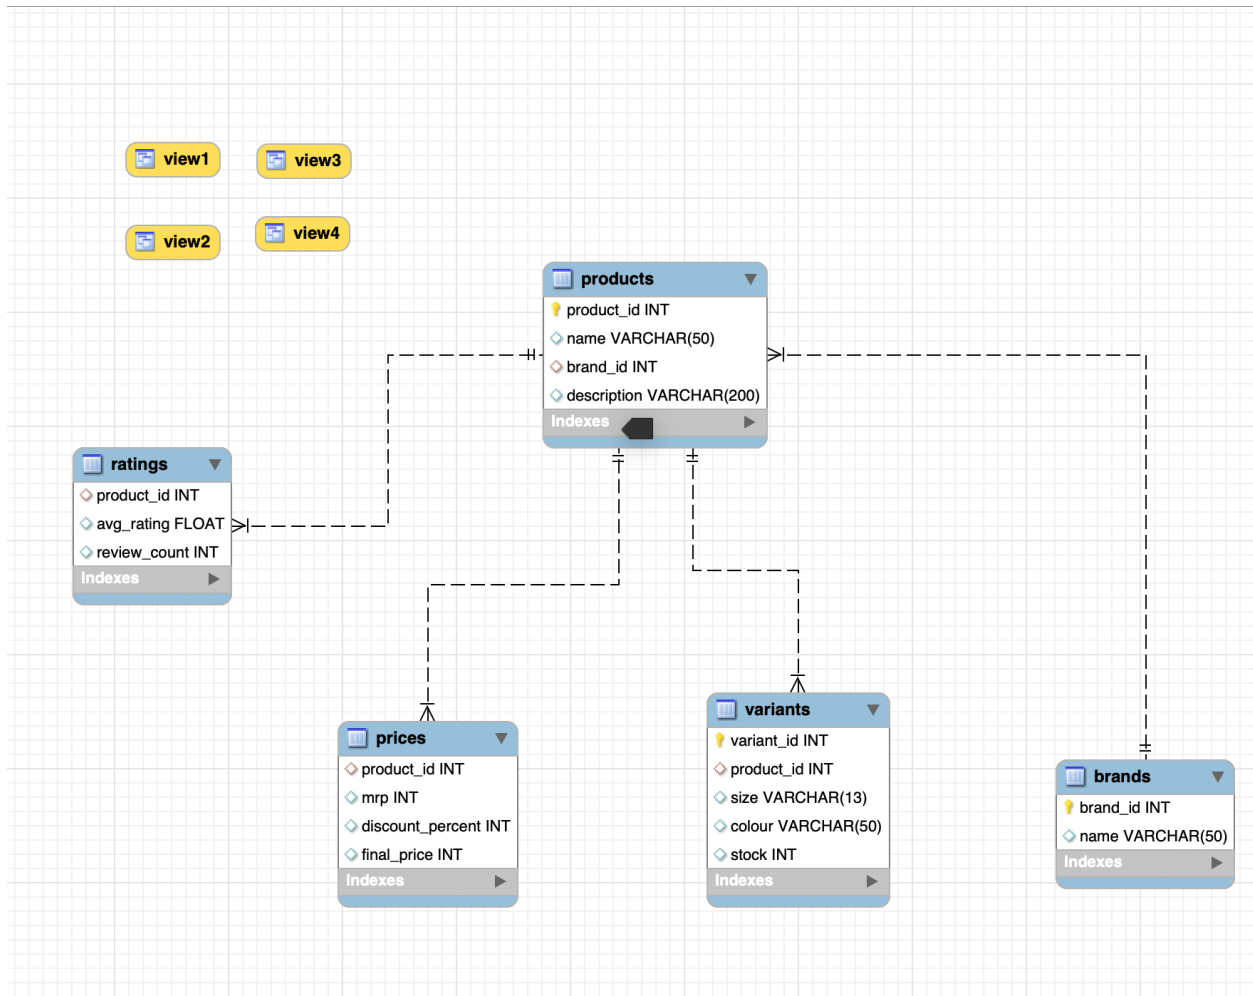 view1
view3
view2
view4
products
product_id INT
name VARCHAR(50)
brand_id INT
description VARCHAR(200)
Indexes
ratings
product_id INT
avg_rating FLOAT
review_count INT
Indexes
prices
product_id INT
mrp INT
discount_percent INT
final_price INT
Indexes
variants
variant_id INT
product_id INT
size VARCHAR(13)
colour VARCHAR(50)
stock INT
Indexes
brands
brand_id INT
name VARCHAR(50)
Indexes